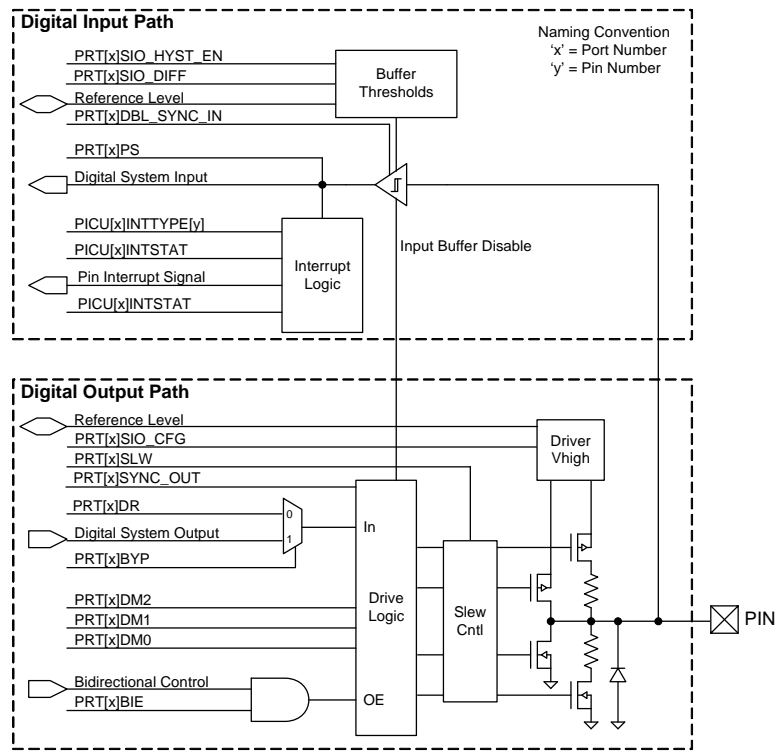 Digital Input Path
Naming Convention
'x' = Port Number
'y' = Pin Number
PRT[x]SIO_HYST_EN
PRT[x]SIO_DIFF
Reference Level
PRT[x]DBL_SYNC_IN
Buffer
Thresholds
PRT[x]PS
Digital System Input
PICU[x]INTTYPE[y]
PICU[x]INTSTAT
Pin Interrupt Signal
PICU[x]INTSTAT
Interrupt
Logic
Input Buffer Disable
Digital Output Path
Reference Level
PRT[x]SIO_CFG
PRT[x]SLW
PRT[x]SYNC_OUT
Driver
Vhigh
PRT[x]DR
Digital System Output
PRT[x]BYP
0
1
In
PRT[x]DM2
PRT[x]DM1
PRT[x]DM0
Drive
Logic
Slew
Cntl
PIN
Bidirectional Control
PRT[x]BIE
OE